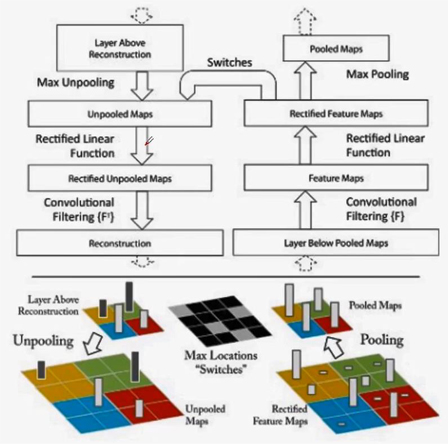 Layer Above
Reconstruction
Pooled Maps
Switches
Max Unpooling
Max Pooling
Unpooled Maps
Rectified Feature Maps
Rectified Linear
Function
Rectified Linear
Function
Rectified Unpooled Maps
Feature Maps
Convolutional
Filtering {Fᵀ}
Convolutional
Filtering {F}
Reconstruction
Layer Below Pooled Maps
Layer Above
Reconstruction
Pooled Maps
Unpooling
Max Locations
"Switches"
Pooling
Unpooled
Maps
Rectified
Feature Maps